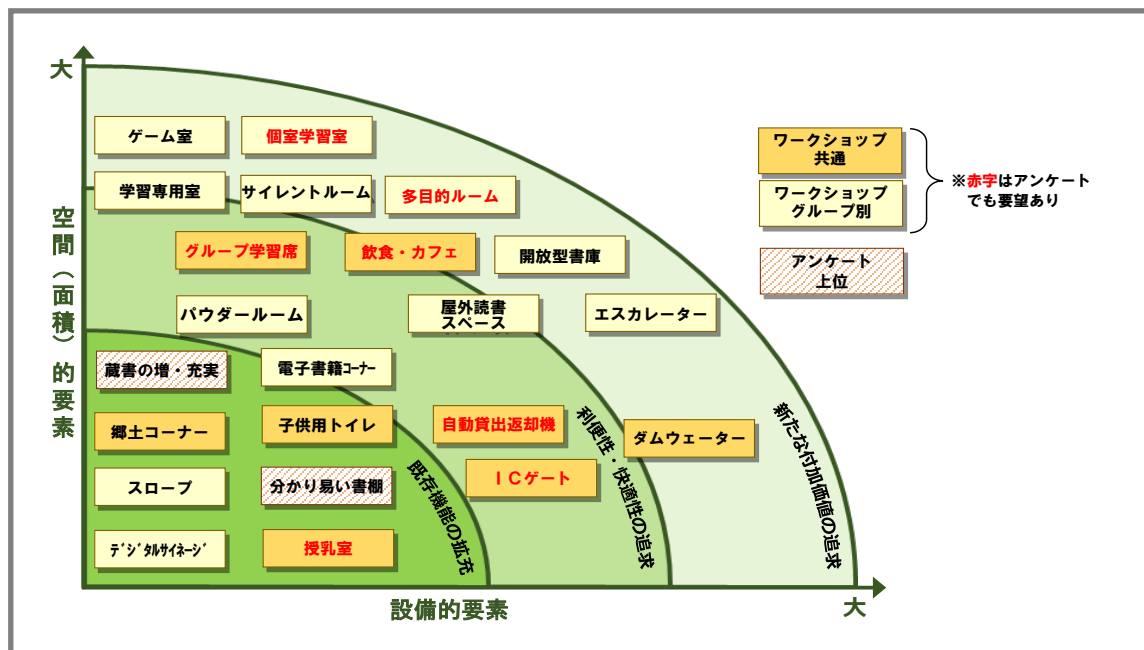 大
ゲーム室
個室学習室
学習専用室
サイレントルーム
多目的ルーム
グループ学習席
飲食・カフェ
開放型書庫
パウダールーム
屋外読書
スペース
エスカレーター
蔵書の増・充実
電子書籍ｺｰﾅｰ
郷土コーナー
子供用トイレ
自動貸出返却機
ダムウェーター
スロープ
分かり易い書棚
ＩＣゲート
ﾃﾞｼﾞﾀﾙｻｲﾈｰｼﾞ
授乳室
空間（面積）的要素
既存機能の拡充
利便性・快適性の追求
新たな付加価値の追求
設備的要素
大
ワークショップ
共通
ワークショップ
グループ別
※赤字はアンケート
でも要望あり
アンケート
上位